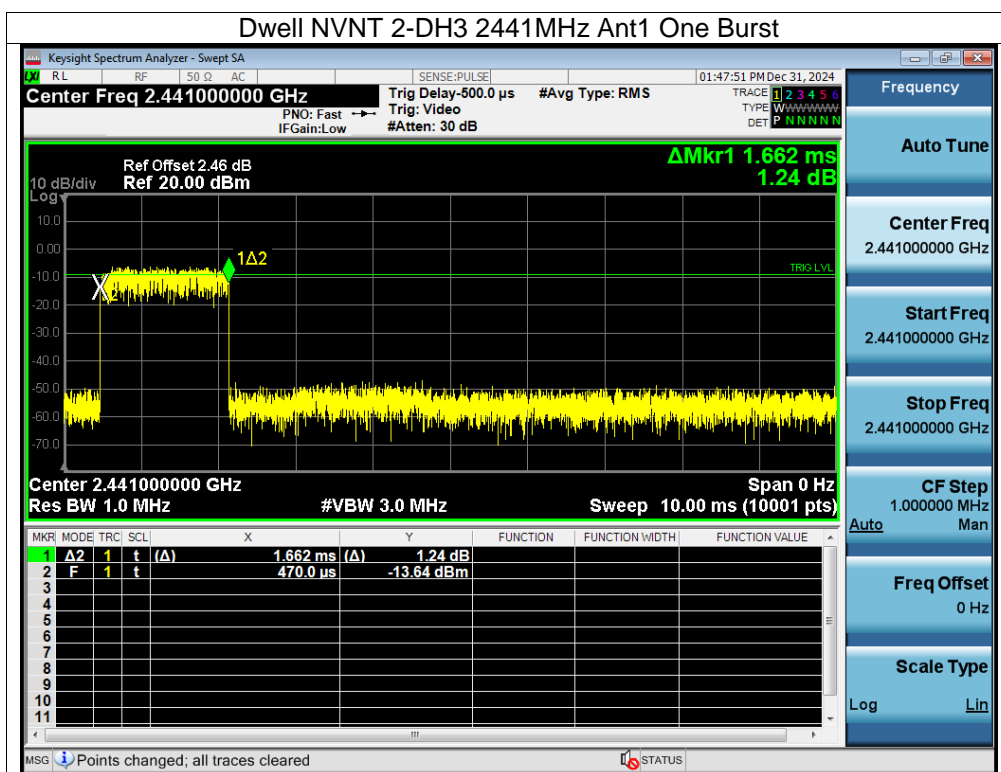 Dwell NVNT 2-DH3 2441MHz Ant1 One Burst
Keysight Spectrum Analyzer - Swept SA
LXI RL RF 50 Ω AC SENSE:PULSE 01:47:51 PM Dec 31, 2024
Center Freq 2.441000000 GHz Trig Delay-500.0 µs #Avg Type: RMS TRACE 1 2 3 4 5 6
PNO: Fast Trig: Video TYPE WWWWWW
IFGain:Low #Atten: 30 dB DET P N N N N N
Frequency
Auto Tune
Center Freq
2.441000000 GHz
Start Freq
2.441000000 GHz
Stop Freq
2.441000000 GHz
CF Step
1.000000 MHz
Auto Man
Freq Offset
0 Hz
Scale Type
Log Lin
ΔMkr1 1.662 ms
1.24 dB
Ref Offset 2.46 dB
10 dB/div Ref 20.00 dBm
Log
10.0
0.00
-10.0
-20.0
-30.0
-40.0
-50.0
-60.0
-70.0
1Δ2
TRIG LVL
Center 2.441000000 GHz Span 0 Hz
Res BW 1.0 MHz #VBW 3.0 MHz Sweep 10.00 ms (10001 pts)
MKR MODE TRC SCL X Y FUNCTION FUNCTION WIDTH FUNCTION VALUE
1 Δ2 1 t (Δ) 1.662 ms (Δ) 1.24 dB
2 F 1 t 470.0 µs -13.64 dBm
3
4
5
6
7
8
9
10
11
MSG Points changed; all traces cleared STATUS